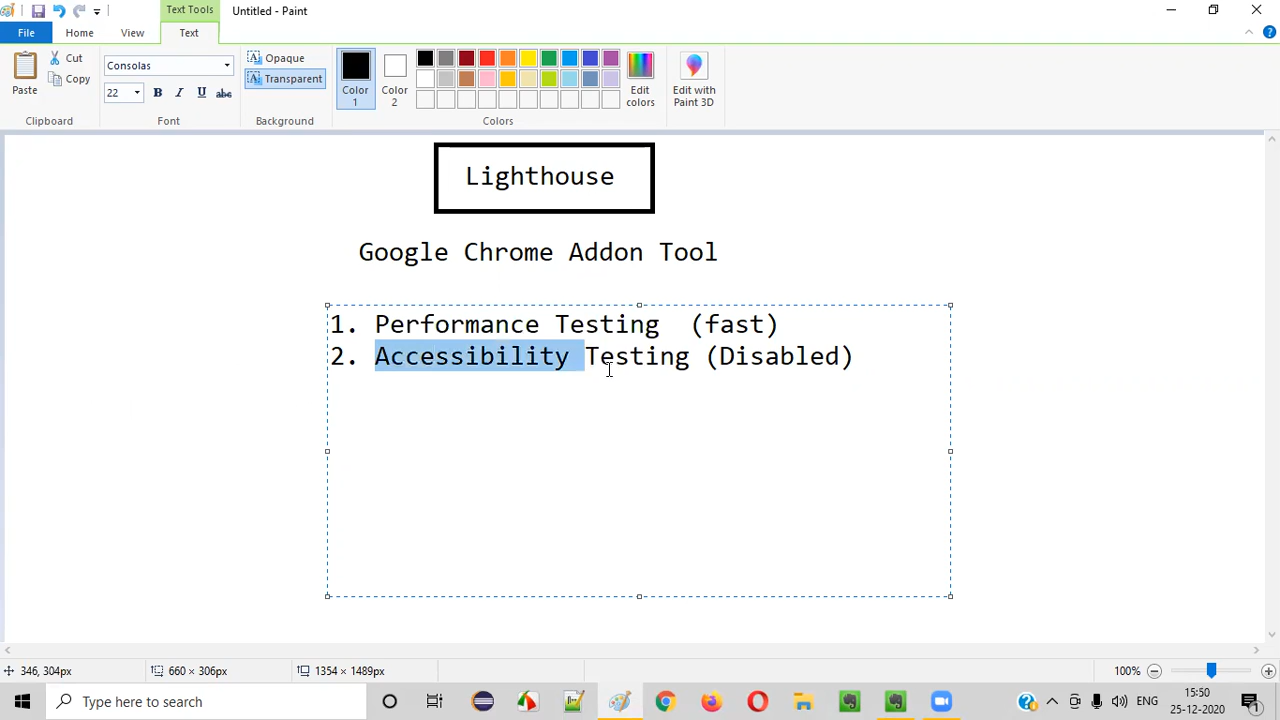 Untitled - Paint
Text Tools
File
Home
View
Text
Paste
Cut
Copy
Clipboard
Consolas
22
B
I
U
abc
Font
Opaque
Transparent
Background
Color 1
Color 2
Edit colors
Edit with Paint 3D
Colors
Lighthouse
Google Chrome Addon Tool
1. Performance Testing (fast)
2. Accessibility Testing (Disabled)
346, 304px
660 × 306px
1354 × 1489px
100%
Type here to search
ENG
15:50
25-12-2020
1